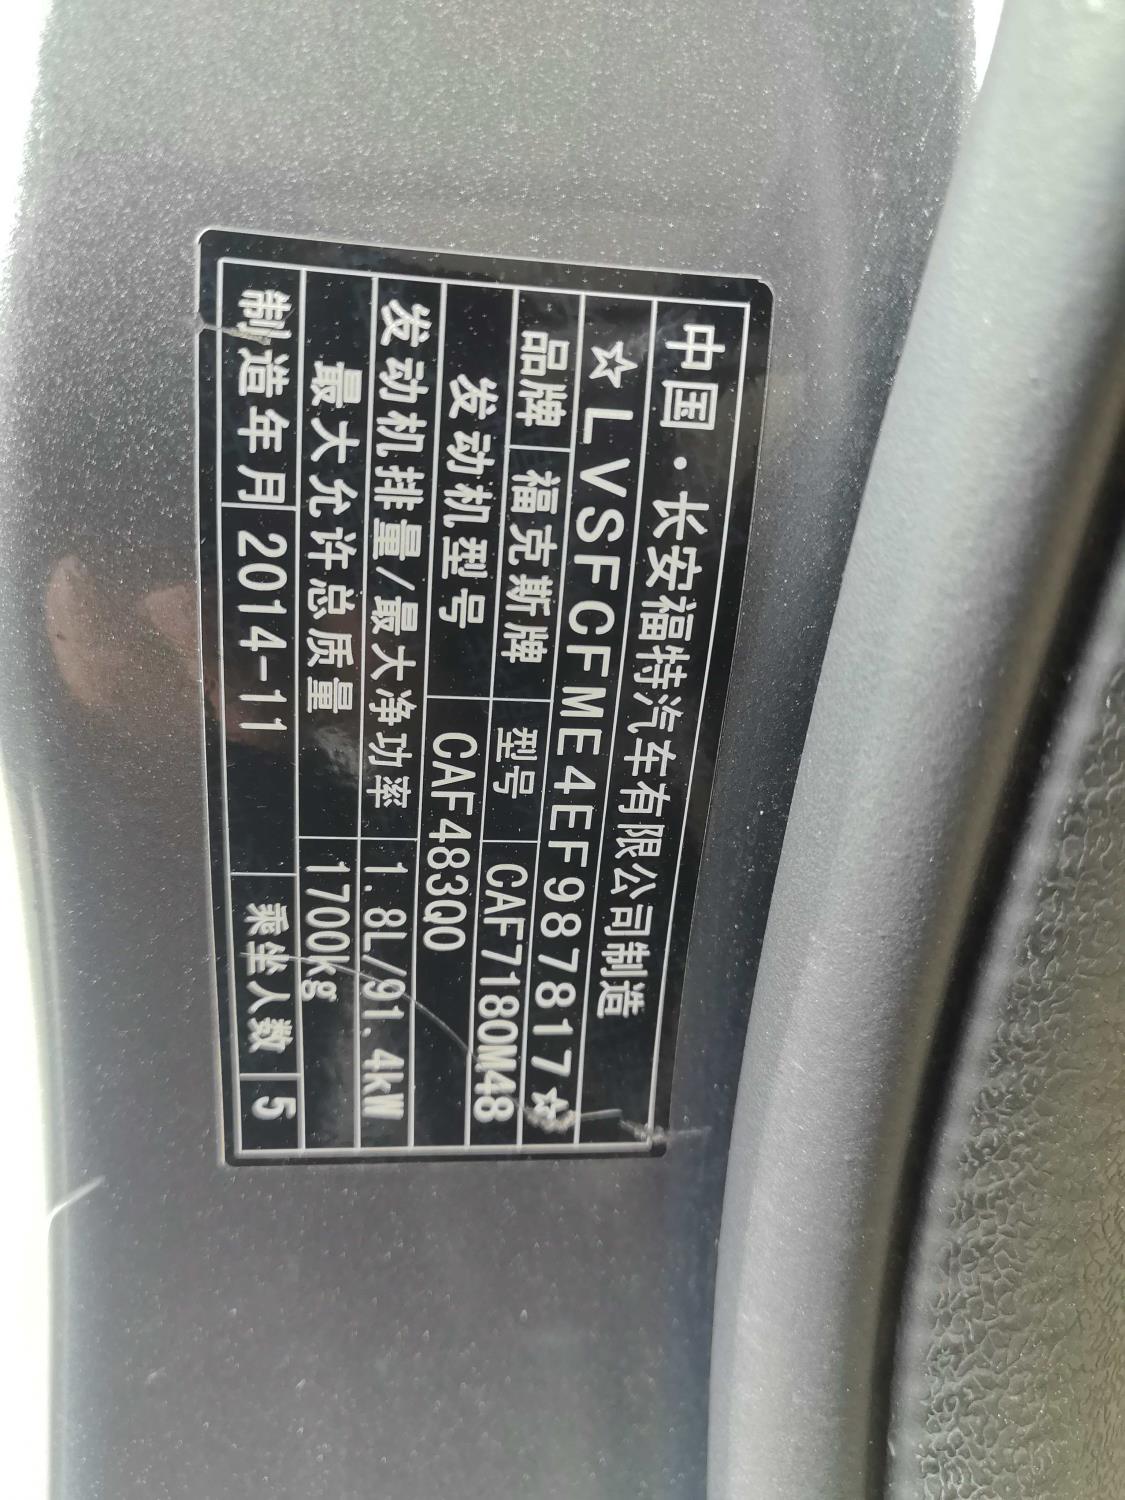 中国·长安福特汽车有限公司制造
☆LVSFCFME4EF987817☆
品牌 福克斯牌 型号 CAF7180M48
发动机型号 CAF483Q0
发动机排量/最大净功率 1.8L/91.4kW
最大允许总质量 1700kg
制造年月 2014-11 乘坐人数 5